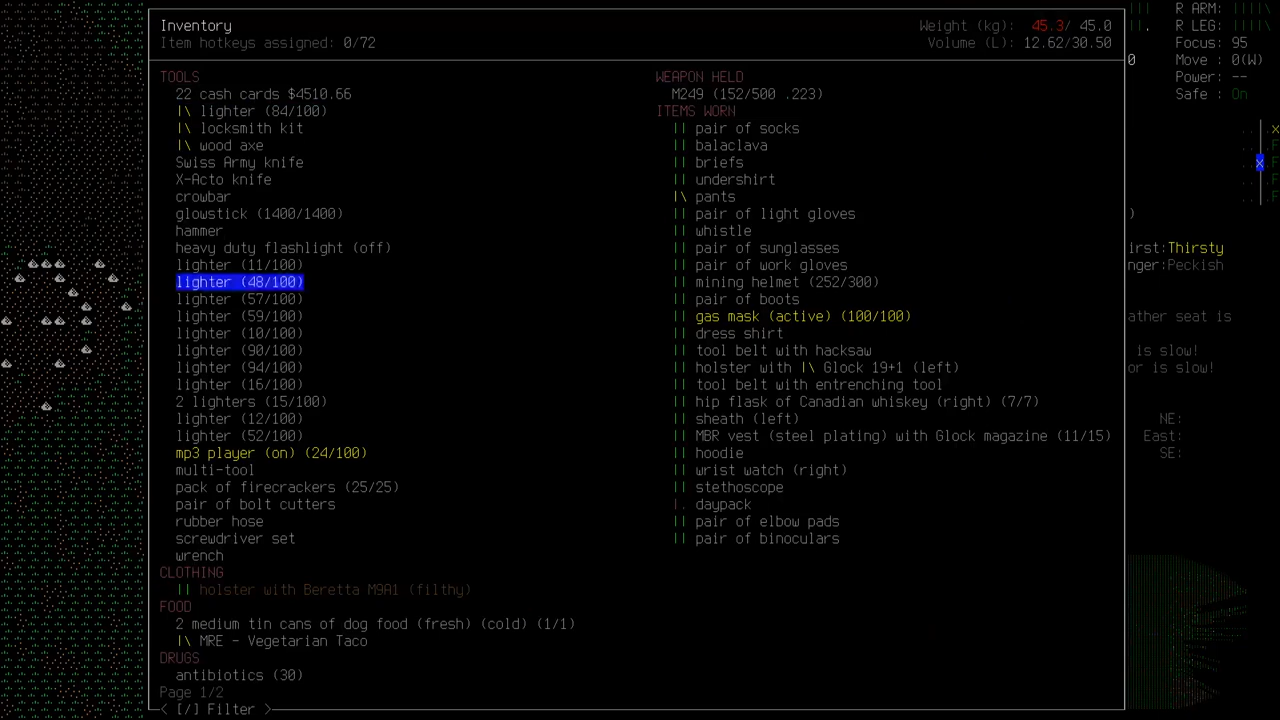 Inventory
Item hotkeys assigned: 0/72
Weight (kg): 45.3/ 45.0
Volume (L): 12.62/30.50
TOOLS
22 cash cards $4510.66
|\ lighter (84/100)
|\ locksmith kit
|\ wood axe
Swiss Army knife
X-Acto knife
crowbar
glowstick (1400/1400)
hammer
heavy duty flashlight (off)
lighter (11/100)
lighter (48/100)
lighter (57/100)
lighter (59/100)
lighter (10/100)
lighter (90/100)
lighter (94/100)
lighter (16/100)
2 lighters (15/100)
lighter (12/100)
lighter (52/100)
mp3 player (on) (24/100)
multi-tool
pack of firecrackers (25/25)
pair of bolt cutters
rubber hose
screwdriver set
wrench
CLOTHING
|| holster with Beretta M9A1 (filthy)
FOOD
2 medium tin cans of dog food (fresh) (cold) (1/1)
|\ MRE - Vegetarian Taco
DRUGS
antibiotics (30)
Page 1/2
< [/] Filter >
WEAPON HELD
M249 (152/500 .223)
ITEMS WORN
|| pair of socks
|| balaclava
|| briefs
|| undershirt
|\ pants
|| pair of light gloves
|| whistle
|| pair of sunglasses
|| pair of work gloves
|| mining helmet (252/300)
|| pair of boots
|| gas mask (active) (100/100)
|| dress shirt
|| tool belt with hacksaw
|| holster with |\ Glock 19+1 (left)
|| tool belt with entrenching tool
|| hip flask of Canadian whiskey (right) (7/7)
|| sheath (left)
|| MBR vest (steel plating) with Glock magazine (11/15)
|| hoodie
|| wrist watch (right)
|| stethoscope
|. daypack
|| pair of elbow pads
|| pair of binoculars
R ARM: ||||\
R LEG: ||||\
Focus: 95
0 Move : 0(W)
Power: --
Safe : On
)
irst:Thirsty
nger:Peckish
ather seat is
is slow!
or is slow!
NE:
East:
SE: